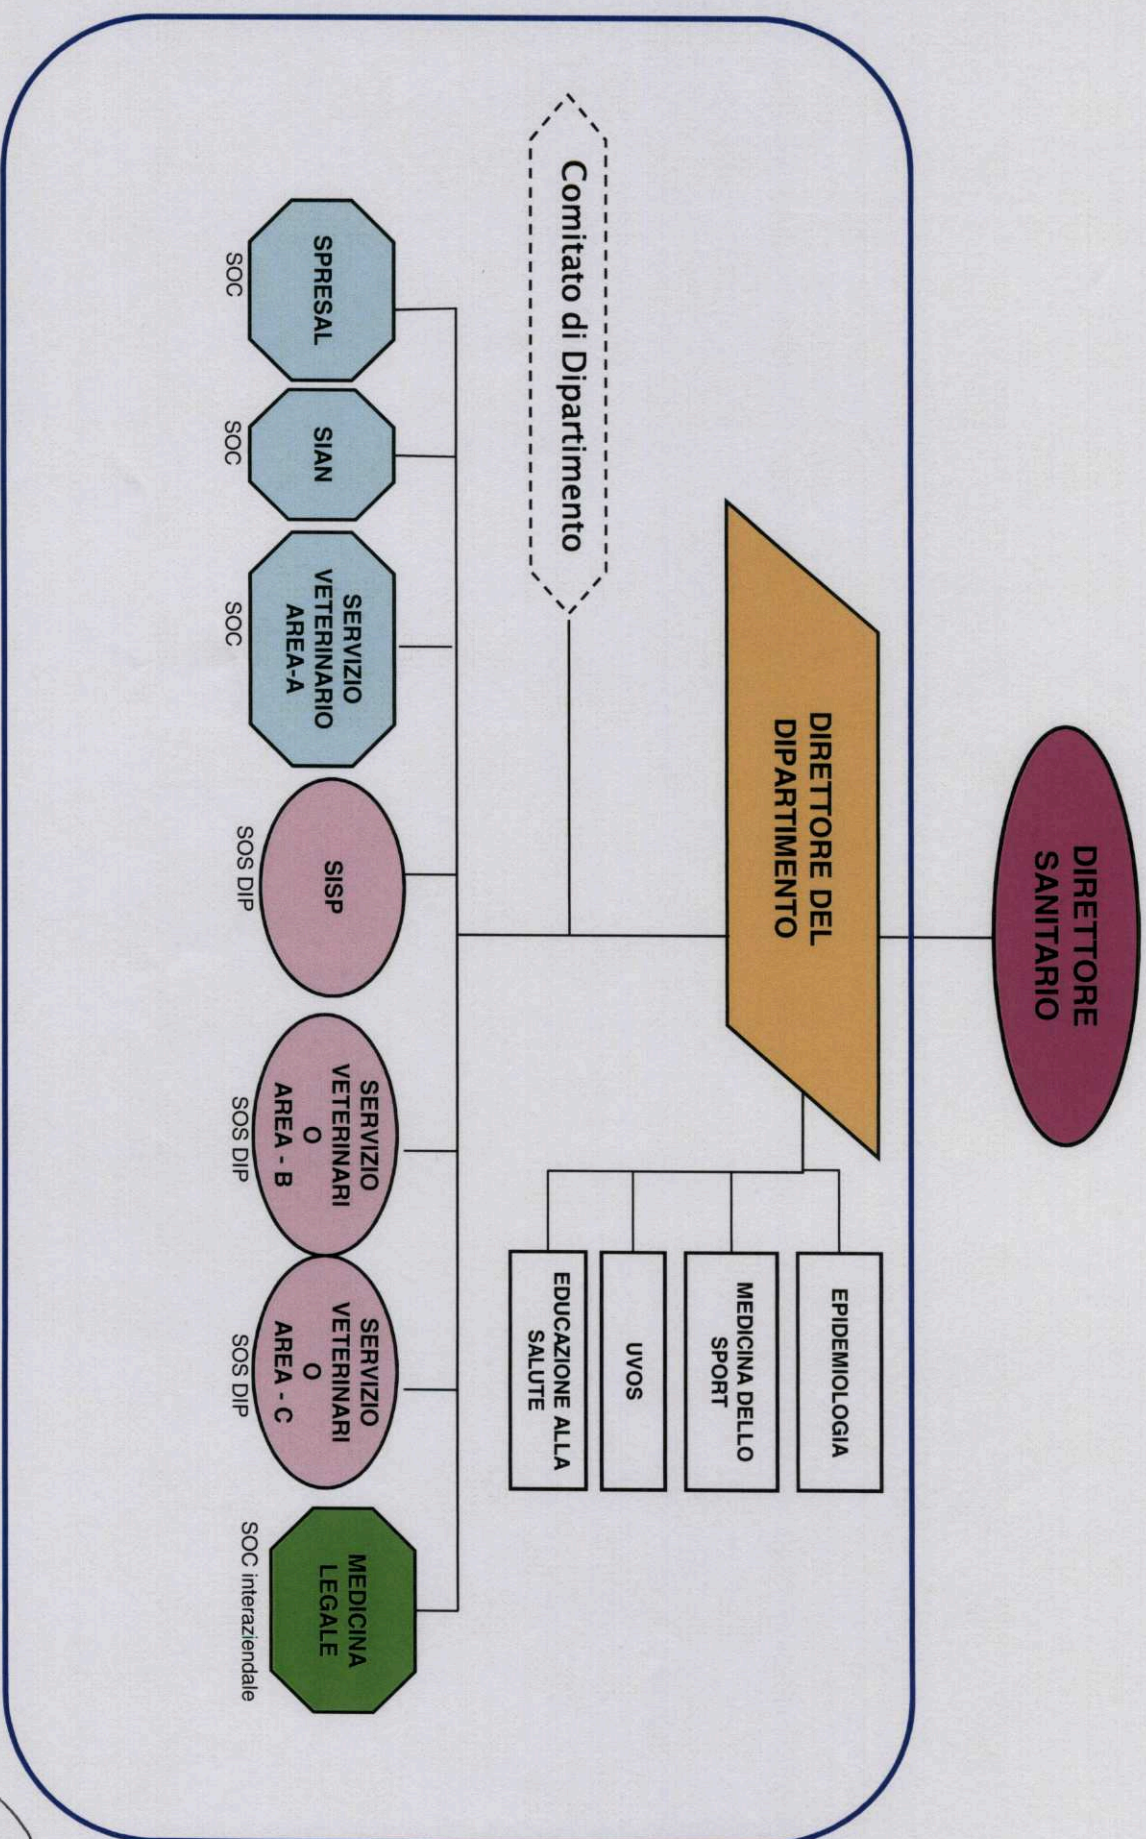 DIRETTORE
SANITARIO
DIRETTORE DEL
DIPARTIMENTO
EPIDEMIOLOGIA
MEDICINA DELLO
SPORT
UVOS
EDUCAZIONE ALLA
SALUTE
Comitato di Dipartimento
SPRESAL
SOC
SIAN
SOC
SERVIZIO
VETERINARIO
AREA-A
SOC
SISP
SOS DIP
SERVIZIO
VETERINARI
O
AREA - B
SOS DIP
SERVIZIO
VETERINARI
O
AREA - C
SOS DIP
MEDICINA
LEGALE
SOC interaziendale